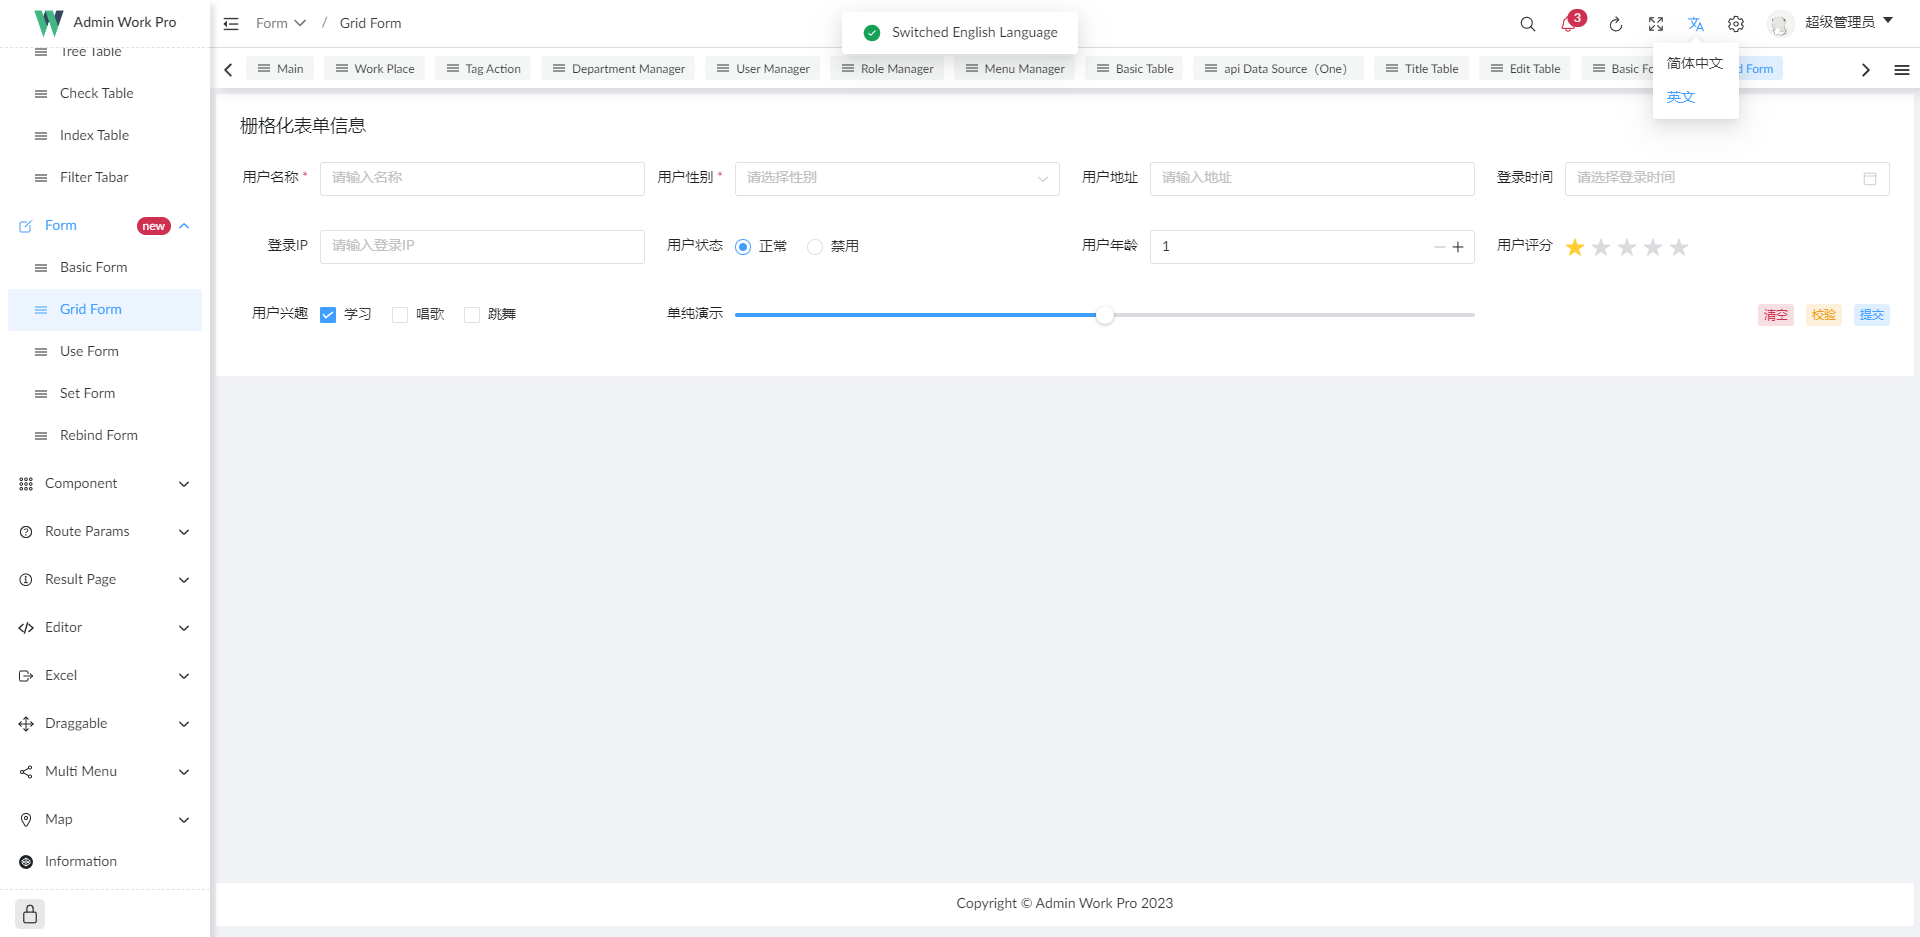 Admin Work Pro
Form / Grid Form
Switched English Language
3
超级管理员
Main
Work Place
Tag Action
Department Manager
User Manager
Role Manager
Menu Manager
Basic Table
api Data Source（One）
Title Table
Edit Table
Basic Fo
d Form
简体中文
英文
Tree Table
Check Table
Index Table
Filter Tabar
Form new
Basic Form
Grid Form
Use Form
Set Form
Rebind Form
Component
Route Params
Result Page
Editor
Excel
Draggable
Multi Menu
Map
Information
栅格化表单信息
用户名称 * 请输入名称
用户性别 * 请选择性别
用户地址 请输入地址
登录时间 请选择登录时间
登录IP 请输入登录IP
用户状态 正常 禁用
用户年龄 1
用户评分
用户兴趣 学习 唱歌 跳舞
单纯演示
清空 校验 提交
Copyright © Admin Work Pro 2023